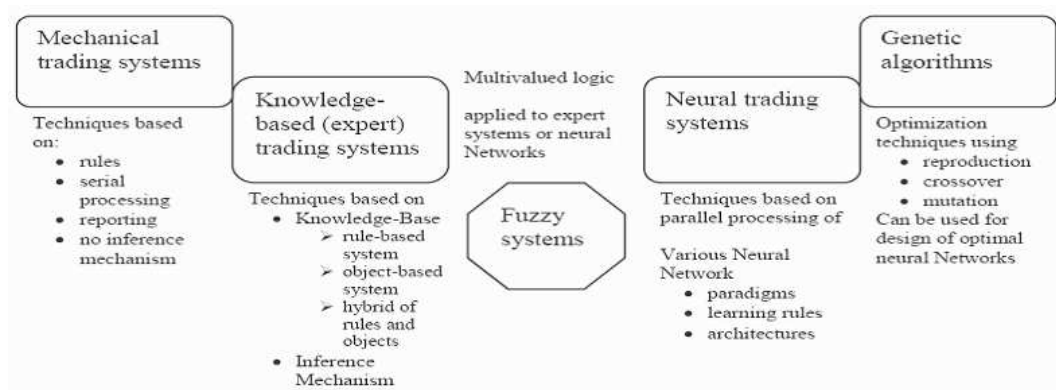 Mechanical
trading systems
Techniques based
on:
• rules
• serial
processing
• reporting
• no inference
mechanism
Knowledge-
based (expert)
trading systems
Techniques based on
• Knowledge-Base
➢ rule-based
system
➢ object-based
system
➢ hybrid of
rules and
objects
• Inference
Mechanism
Multivalued logic
applied to expert
systems or neural
Networks
Fuzzy
systems
Neural trading
systems
Techniques based on
parallel processing of
Various Neural
Network
• paradigms
• learning rules
• architectures
Genetic
algorithms
Optimization
techniques using
• reproduction
• crossover
• mutation
Can be used for
design of optimal
neural Networks